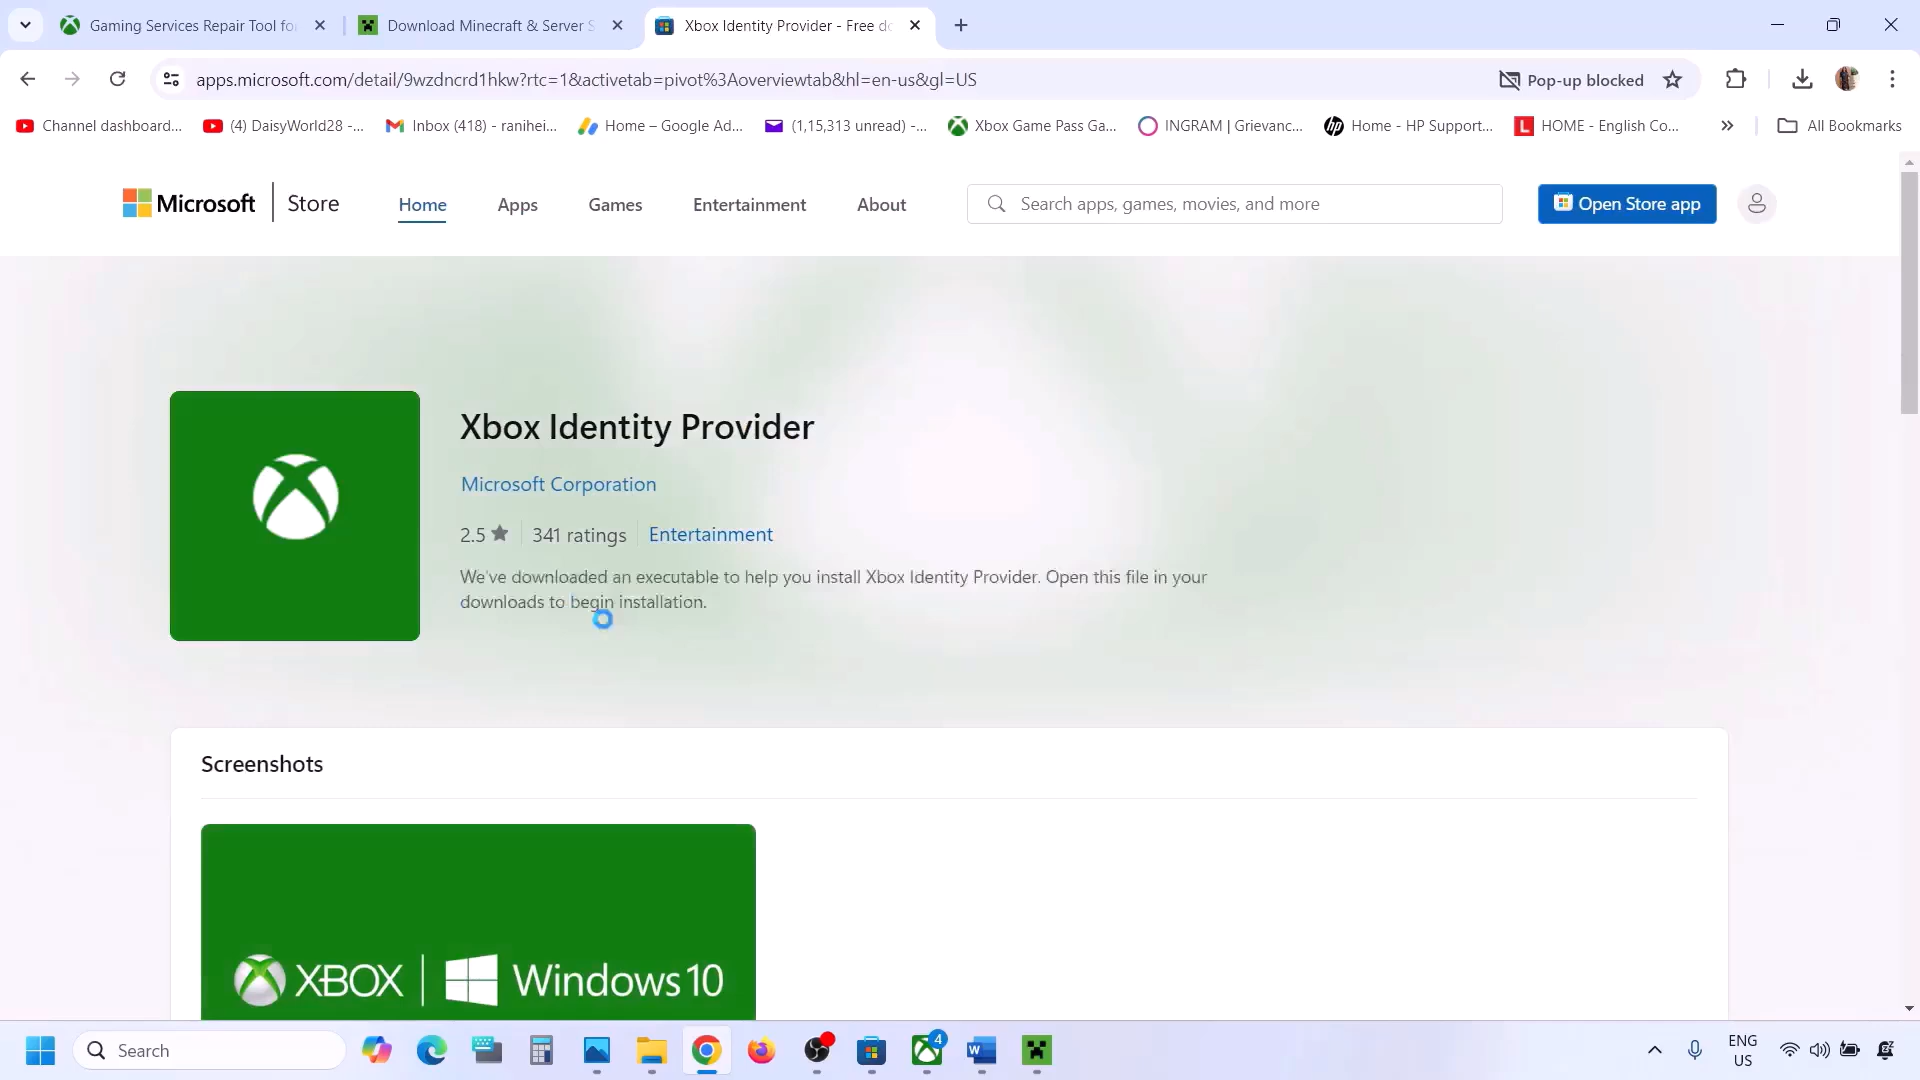 Gaming Services Repair Tool fo
Download Minecraft & Server S
Xbox Identity Provider - Free do
apps.microsoft.com/detail/9wzdncrd1hkw?rtc=1&activetab=pivot%3Aoverviewtab&hl=en-us&gl=US
Pop-up blocked
Channel dashboard...
(4) DaisyWorld28 -...
Inbox (418) - ranihei...
Home – Google Ad...
(1,15,313 unread) -...
Xbox Game Pass Ga...
INGRAM | Grievanc...
Home - HP Support...
HOME - English Co...
All Bookmarks
Microsoft | Store
Home
Apps
Games
Entertainment
About
Search apps, games, movies, and more
Open Store app
Xbox Identity Provider
Microsoft Corporation
2.5
341 ratings
Entertainment
We've downloaded an executable to help you install Xbox Identity Provider. Open this file in your
downloads to begin installation.
Screenshots
XBOX | Windows 10
Search
4
ENG
US